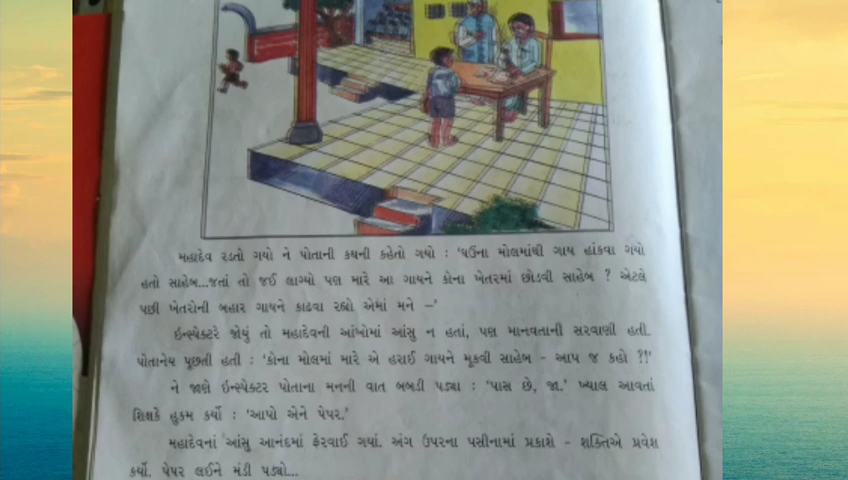 મહાદેવ રડતો ગયો ને પોતાની કથની કહેતો ગયો : ‘ઘઉંના મોલમાંથી ગાય હાંકવા ગયો
હતો સાહેબ...જતાં તો જઈ લાગ્યો પણ મારે આ ગાયને કોના ખેતરમાં છોડવી સાહેબ ? એટલે
પછી ખેતરોની બહાર ગાયને કાઢવા રહ્યો એમાં મને –’
ઇન્સ્પેક્ટરે જોયું તો મહાદેવની આંખોમાં આંસુ ન હતાં, પણ માનવતાની સરવાણી હતી.
પોતાનેય પૂછતી હતી : ‘કોના મોલમાં મારે એ હરાઈ ગાયને મૂકવી સાહેબ – આપ જ કહો ?!’
ને જાણે ઇન્સ્પેક્ટર પોતાના મનની વાત બબડી પડ્યા : ‘પાસ છે, જા.’ ખ્યાલ આવતાં
શિક્ષકે હુકમ કર્યો : ‘આપો એને પેપર.’
મહાદેવનાં આંસુ આનંદમાં ફેરવાઈ ગયાં. અંગ ઉપરના પસીનામાં પ્રકાશે – શક્તિએ પ્રવેશ
કર્યો. પેપર લઈને મંડી પડ્યો...